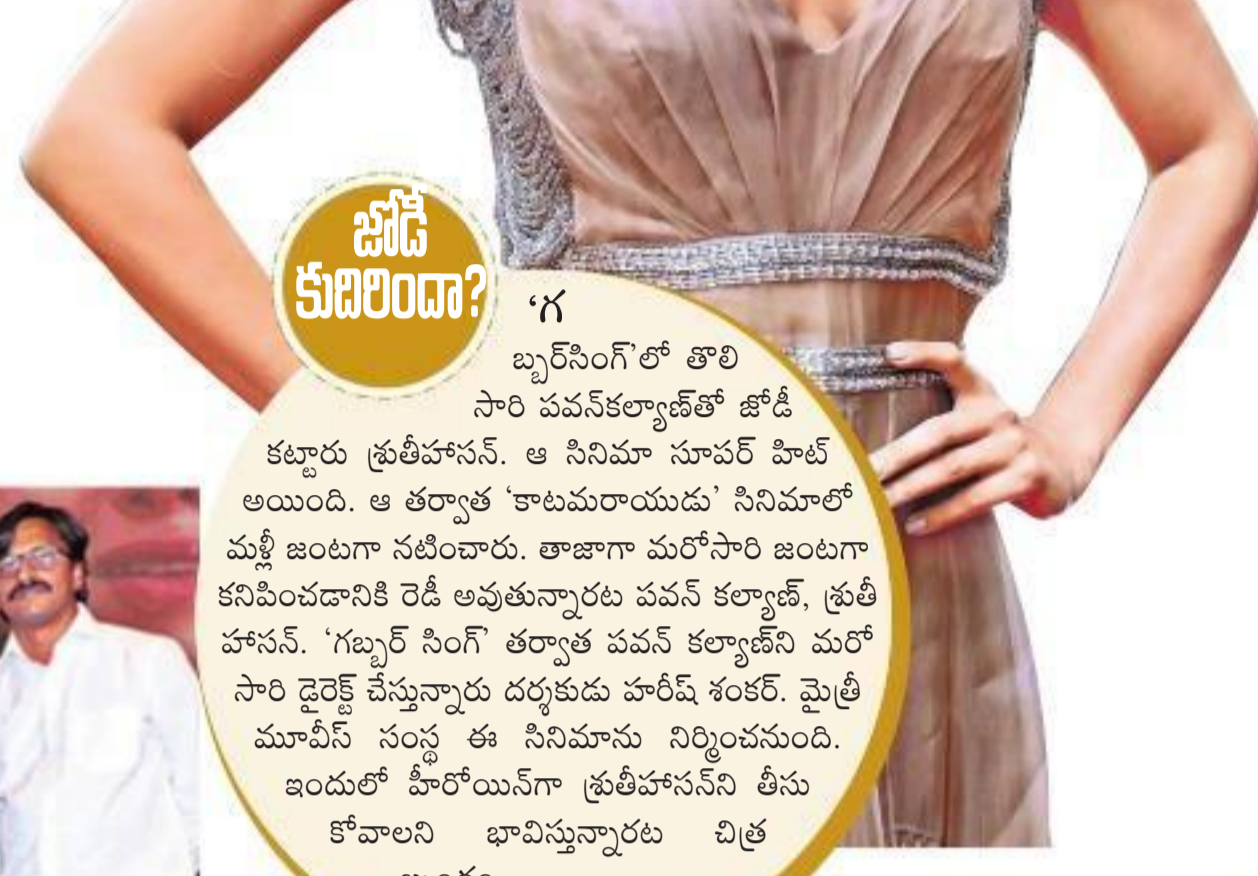 జోడీ
కుదిరిందా?
‘గ
బ్బర్‌సింగ్’లో తొలి
సారి పవన్‌కల్యాణ్‌తో జోడీ
కట్టారు శ్రుతీహాసన్. ఆ సినిమా సూపర్ హిట్
అయింది. ఆ తర్వాత ‘కాటమరాయుడు’ సినిమాలో
మళ్లీ జంటగా నటించారు. తాజాగా మరోసారి జంటగా
కనిపించడానికి రెడీ అవుతున్నారట పవన్ కల్యాణ్, శ్రుతీ
హాసన్. ‘గబ్బర్ సింగ్’ తర్వాత పవన్ కల్యాణ్‌ని మరో
సారి డైరెక్ట్ చేస్తున్నారు దర్శకుడు హరీష్ శంకర్. మైత్రీ
మూవీస్ సంస్థ ఈ సినిమాను నిర్మించనుంది.
ఇందులో హీరోయిన్‌గా శ్రుతీహాసన్‌ని తీసు
కోవాలని భావిస్తున్నారట చిత్ర